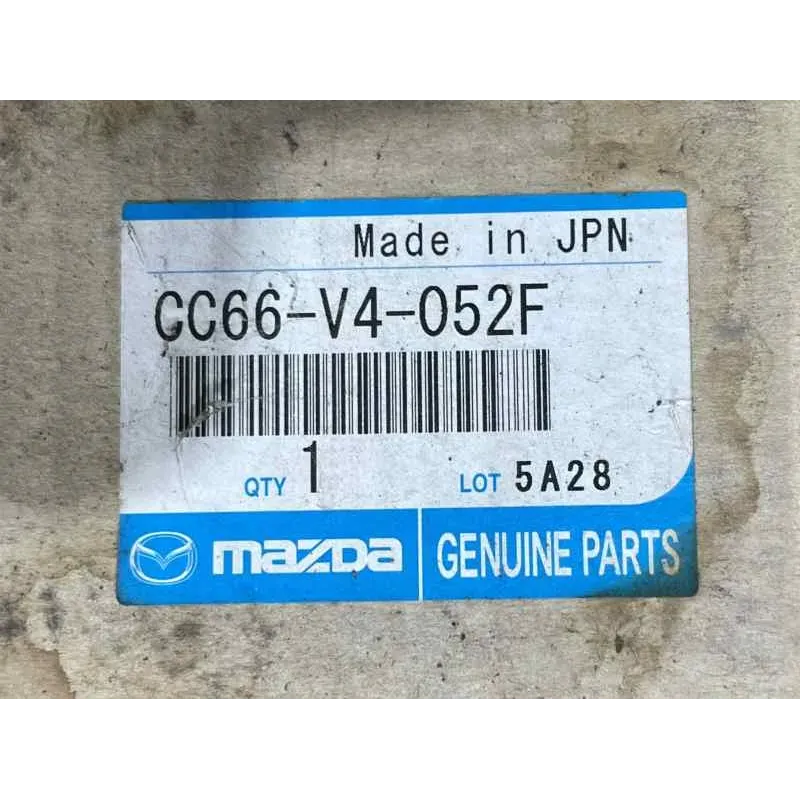 Made in JPN
CC66-V4-052F
QTY 1 LOT 5A28
mazda GENUINE PARTS